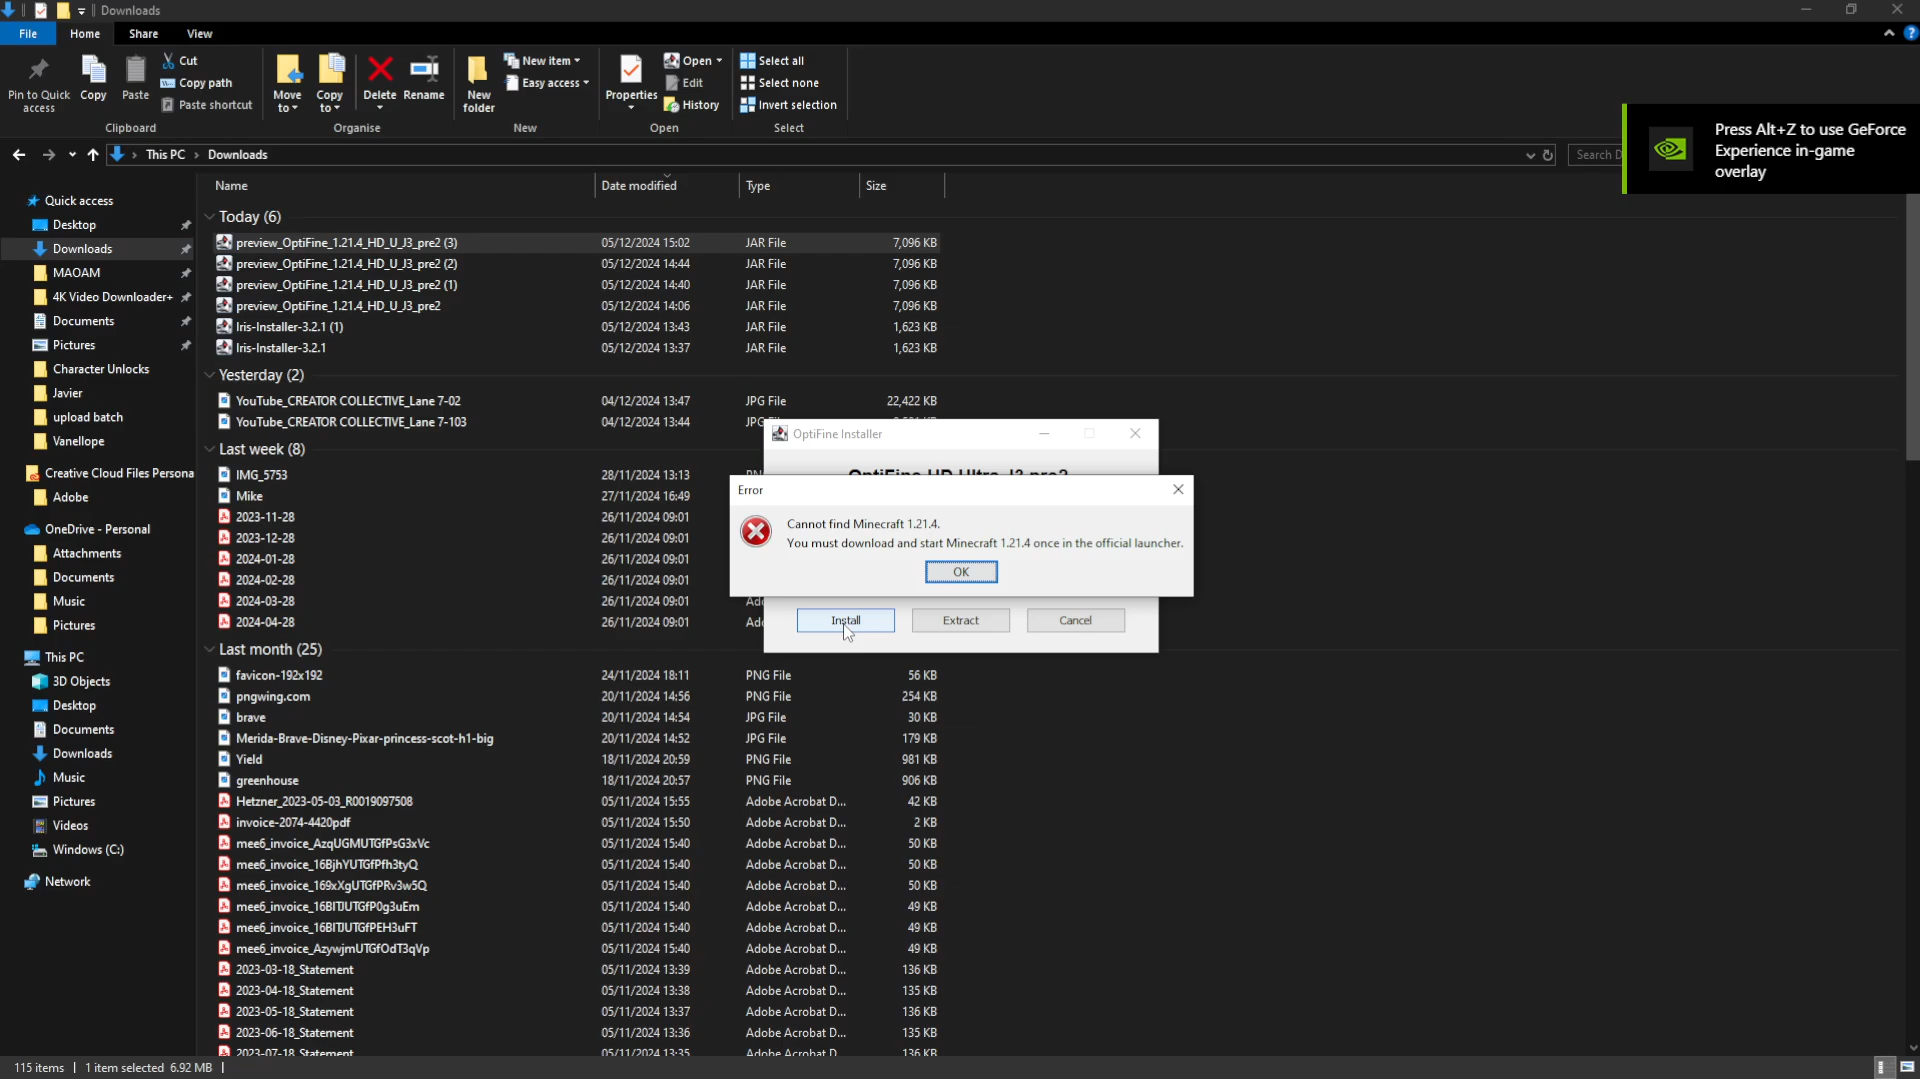 Downloads
File
Home
Share
View
Pin to Quick access
Copy
Paste
Cut
Copy path
Paste shortcut
Clipboard
Move to
Copy to
Delete
Rename
Organise
New folder
New item
Easy access
New
Properties
Open
Edit
History
Open
Select all
Select none
Invert selection
Select
This PC > Downloads
Search D
Press Alt+Z to use GeForce
Experience in-game
overlay
Name Date modified Type Size
Quick access
Desktop
Downloads
MAOAM
4K Video Downloader+
Documents
Pictures
Character Unlocks
Javier
upload batch
Vanellope
Creative Cloud Files Persona
Adobe
OneDrive - Personal
Attachments
Documents
Music
Pictures
This PC
3D Objects
Desktop
Documents
Downloads
Music
Pictures
Videos
Windows (C:)
Network
Today (6)
preview_OptiFine_1.21.4_HD_U_J3_pre2 (3) 05/12/2024 15:02 JAR File 7,096 KB
preview_OptiFine_1.21.4_HD_U_J3_pre2 (2) 05/12/2024 14:44 JAR File 7,096 KB
preview_OptiFine_1.21.4_HD_U_J3_pre2 (1) 05/12/2024 14:40 JAR File 7,096 KB
preview_OptiFine_1.21.4_HD_U_J3_pre2 05/12/2024 14:06 JAR File 7,096 KB
Iris-Installer-3.2.1 (1) 05/12/2024 13:43 JAR File 1,623 KB
Iris-Installer-3.2.1 05/12/2024 13:37 JAR File 1,623 KB
Yesterday (2)
YouTube_CREATOR COLLECTIVE_Lane 7-02 04/12/2024 13:47 JPG File 22,422 KB
YouTube_CREATOR COLLECTIVE_Lane 7-103 04/12/2024 13:44
Last week (8)
IMG_5753 28/11/2024 13:13
Mike 27/11/2024 16:49
2023-11-28 26/11/2024 09:01
2023-12-28 26/11/2024 09:01
2024-01-28 26/11/2024 09:01
2024-02-28 26/11/2024 09:01
2024-03-28 26/11/2024 09:01
2024-04-28 26/11/2024 09:01
Last month (25)
favicon-192x192 24/11/2024 18:11 PNG File 56 KB
pngwing.com 20/11/2024 14:56 PNG File 254 KB
brave 20/11/2024 14:54 JPG File 30 KB
Merida-Brave-Disney-Pixar-princess-scot-h1-big 20/11/2024 14:52 JPG File 179 KB
Yield 18/11/2024 20:59 PNG File 981 KB
greenhouse 18/11/2024 20:57 PNG File 906 KB
Hetzner_2023-05-03_R0019097508 05/11/2024 15:55 Adobe Acrobat D... 42 KB
invoice-2074-4420pdf 05/11/2024 15:50 Adobe Acrobat D... 2 KB
mee6_invoice_AzqUGMUTGfPsG3xVc 05/11/2024 15:40 Adobe Acrobat D... 50 KB
mee6_invoice_16BjhYUTGfPfh3tyQ 05/11/2024 15:40 Adobe Acrobat D... 50 KB
mee6_invoice_169xXgUTGfPRv3w5Q 05/11/2024 15:40 Adobe Acrobat D... 50 KB
mee6_invoice_16BITJUTGfP0g3uEm 05/11/2024 15:40 Adobe Acrobat D... 49 KB
mee6_invoice_16BITJUTGfPEH3uFT 05/11/2024 15:40 Adobe Acrobat D... 49 KB
mee6_invoice_AzywjmUTGfOdT3qVp 05/11/2024 15:40 Adobe Acrobat D... 49 KB
2023-03-18_Statement 05/11/2024 13:39 Adobe Acrobat D... 136 KB
2023-04-18_Statement 05/11/2024 13:38 Adobe Acrobat D... 135 KB
2023-05-18_Statement 05/11/2024 13:37 Adobe Acrobat D... 136 KB
2023-06-18_Statement 05/11/2024 13:36 Adobe Acrobat D... 135 KB
2023-07-18_Statement 05/11/2024 13:35 Adobe Acrobat D 136 KB
OptiFine Installer
OptiFine HD Ultra J3 pre2
Error
Cannot find Minecraft 1.21.4.
You must download and start Minecraft 1.21.4 once in the official launcher.
OK
Install Extract Cancel
115 items 1 item selected 6.92 MB